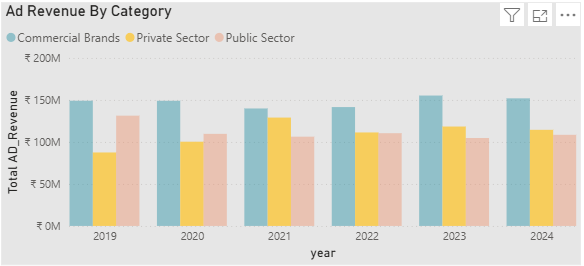 Ad Revenue By Category
Commercial Brands Private Sector Public Sector
₹ 200M
₹ 150M
₹ 100M
₹ 50M
₹ 0M
Total AD_Revenue
2019 2020 2021 2022 2023 2024
year